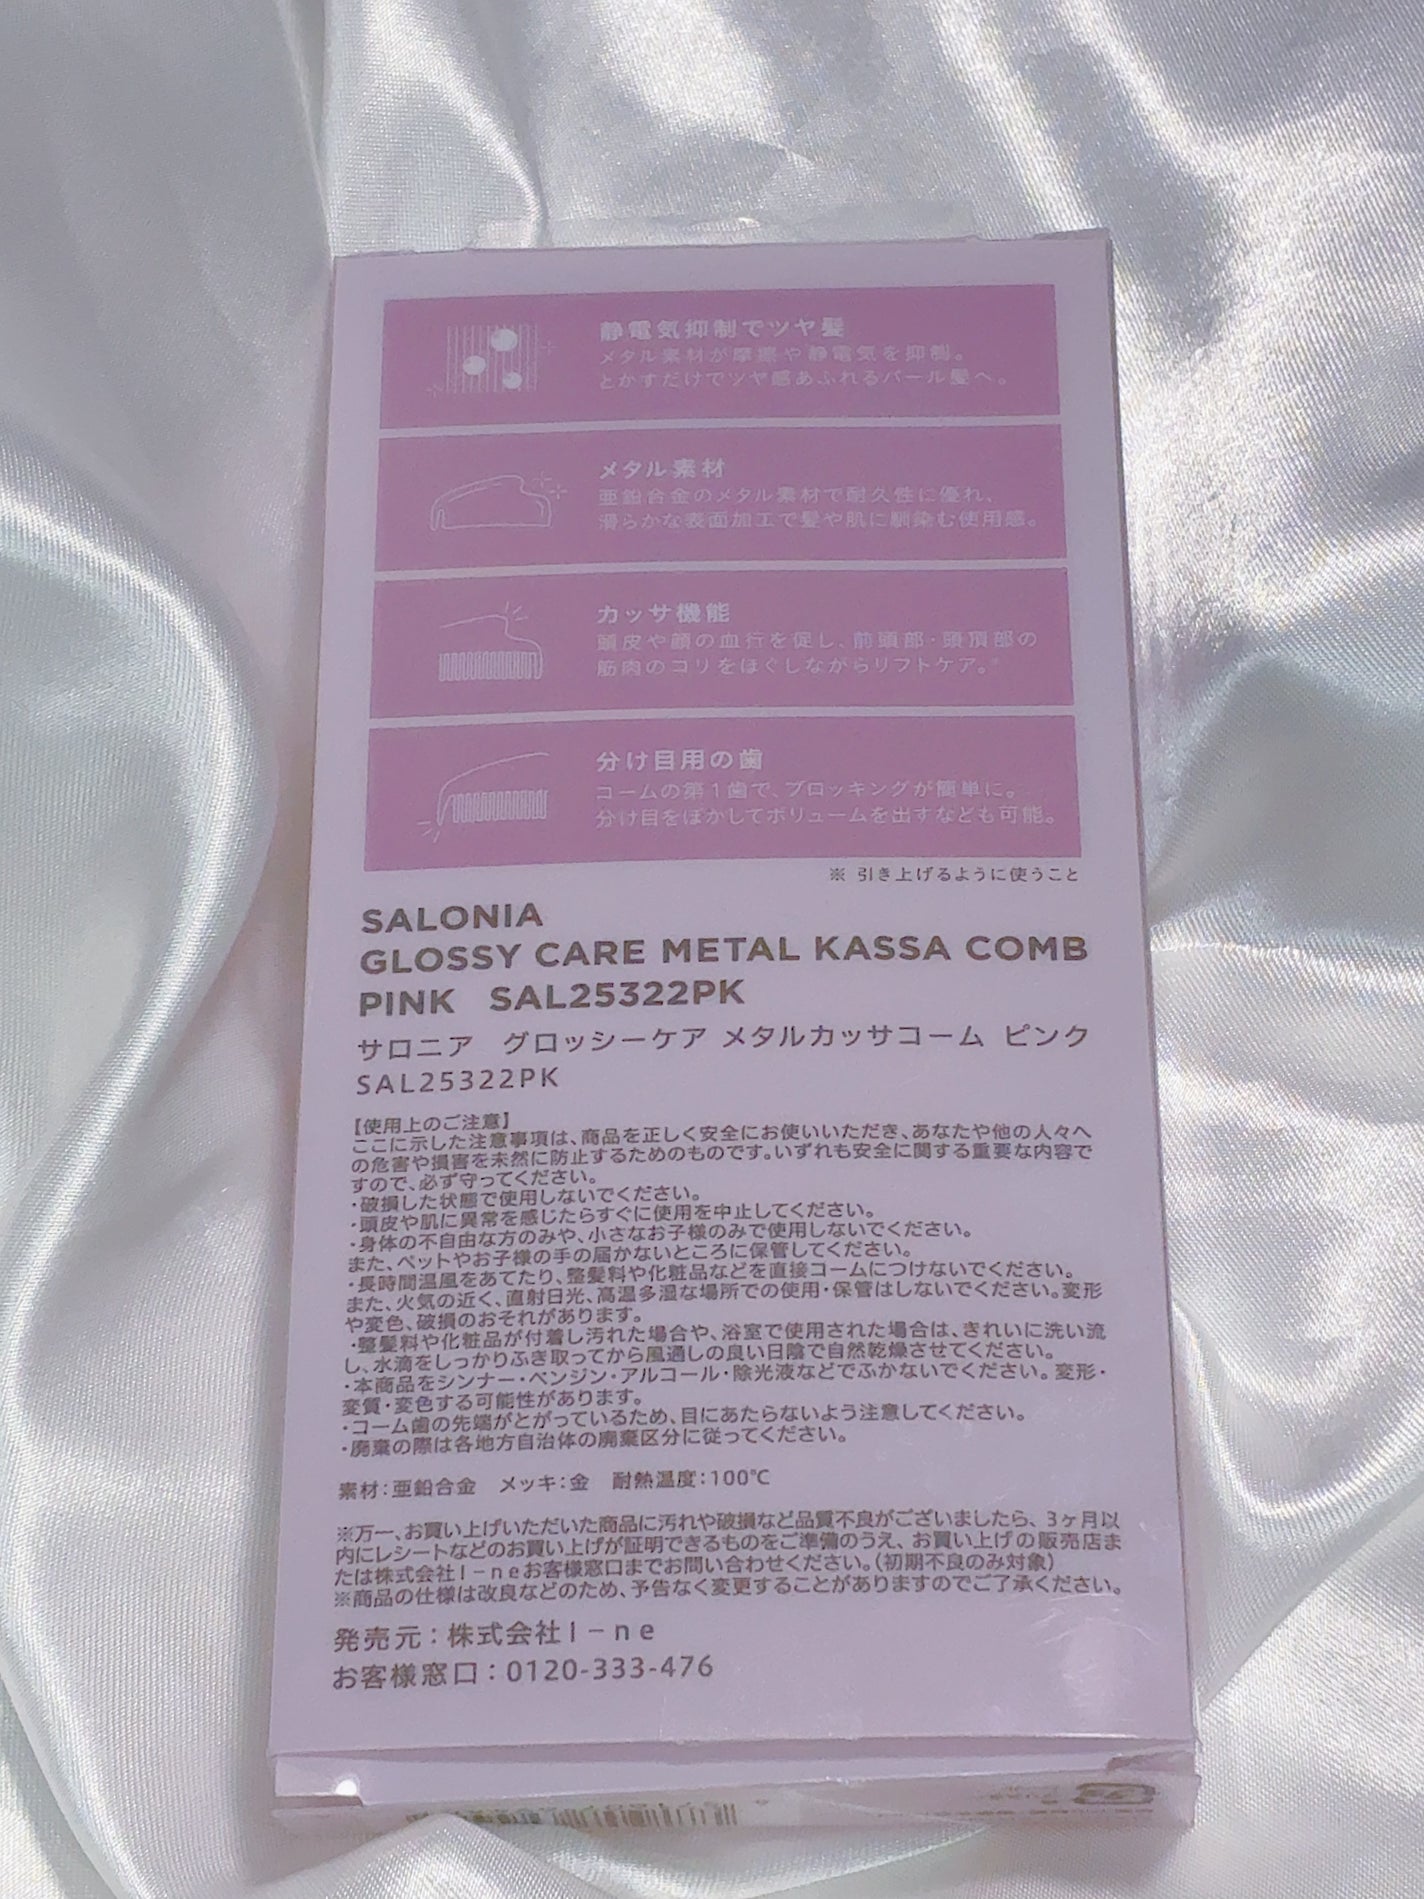 静電気抑制でツヤ髪
メタル素材が摩擦や静電気を抑制。
とかすだけでツヤ感あふれるパール髪へ。
メタル素材
亜鉛合金のメタル素材で耐久性に優れ、
滑らかな表面加工で髪や肌に馴染む使用感。
カッサ機能
頭皮や顔の血行を促し、前頭部・頭頂部の
筋肉のコリをほぐしながらリフトケア。※
分け目用の歯
コームの第1歯で、ブロッキングが簡単に。
分け目をぼかしてボリュームを出すなども可能。
※ 引き上げるように使うこと
SALONIA
GLOSSY CARE METAL KASSA COMB
PINK SAL25322PK
サロニア グロッシーケア メタルカッサコーム ピンク
SAL25322PK
【使用上のご注意】
ここに示した注意事項は、商品を正しく安全にお使いいただき、あなたや他の人々へ
の危害や損害を未然に防止するためのものです。いずれも安全に関する重要な内容で
すので、必ず守ってください。
・破損した状態で使用しないでください。
・頭皮や肌に異常を感じたらすぐに使用を中止してください。
・身体の不自由な方のみや、小さなお子様のみで使用しないでください。
また、ペットやお子様の手の届かないところに保管してください。
・長時間温風をあてたり、整髪料や化粧品などを直接コームにつけないでください。
また、火気の近く、直射日光、高温多湿な場所での使用・保管はしないでください。変形
や変色、破損のおそれがあります。
・整髪料や化粧品が付着し汚れた場合や、浴室で使用された場合は、きれいに洗い流
し、水滴をしっかりふき取ってから風通しの良い日陰で自然乾燥させてください。
・本商品をシンナー・ベンジン・アルコール・除光液などでふかないでください。変形・
変質・変色する可能性があります。
・コーム歯の先端がとがっているため、目にあたらないよう注意してください。
・廃棄の際は各地方自治体の廃棄区分に従ってください。
素材：亜鉛合金 メッキ：金 耐熱温度：100℃
※万一、お買い上げいただいた商品に汚れや破損など品質不良がございましたら、3ヶ月以
内にレシートなどのお買い上げが証明できるものをご準備のうえ、お買い上げの販売店ま
たは株式会社I－neお客様窓口までお問い合わせください。（初期不良のみ対象）
※商品の仕様は改良などのため、予告なく変更することがありますのでご了承ください。
発売元：株式会社I－ne
お客様窓口：0120-333-476